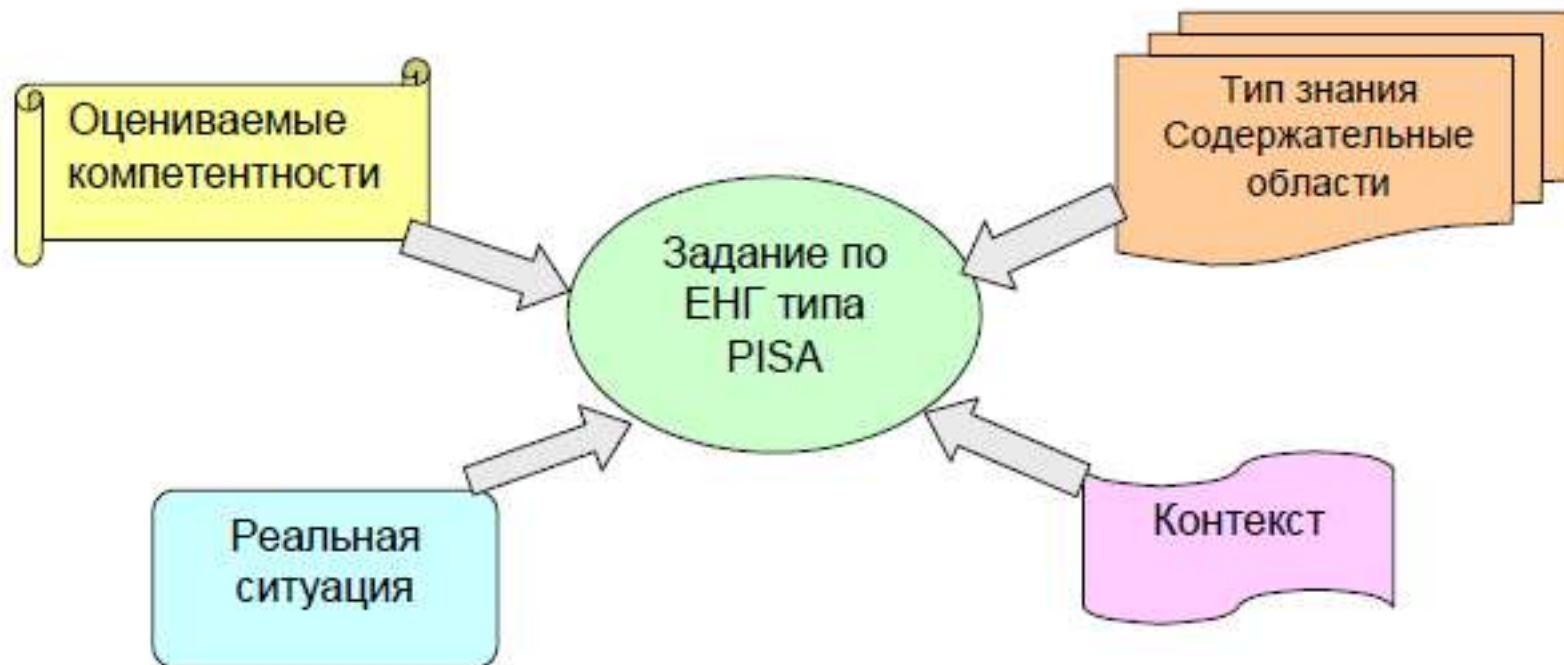 Оцениваемые
компетентности
Тип знания
Содержательные
области
Задание по
ЕНГ типа
PISA
Реальная
ситуация
Контекст